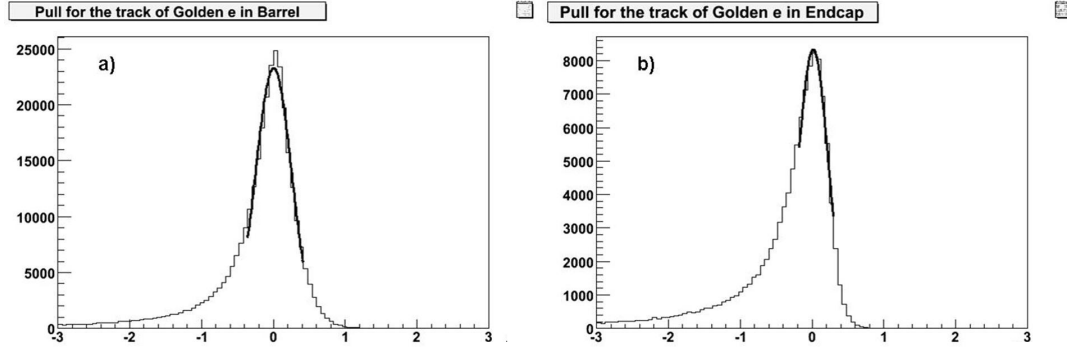 Pull for the track of Golden e in Barrel
a)
25000
20000
15000
10000
5000
0
-3 -2 -1 0 1 2 3
Pull for the track of Golden e in Endcap
b)
8000
7000
6000
5000
4000
3000
2000
1000
0
-3 -2 -1 0 1 2 3